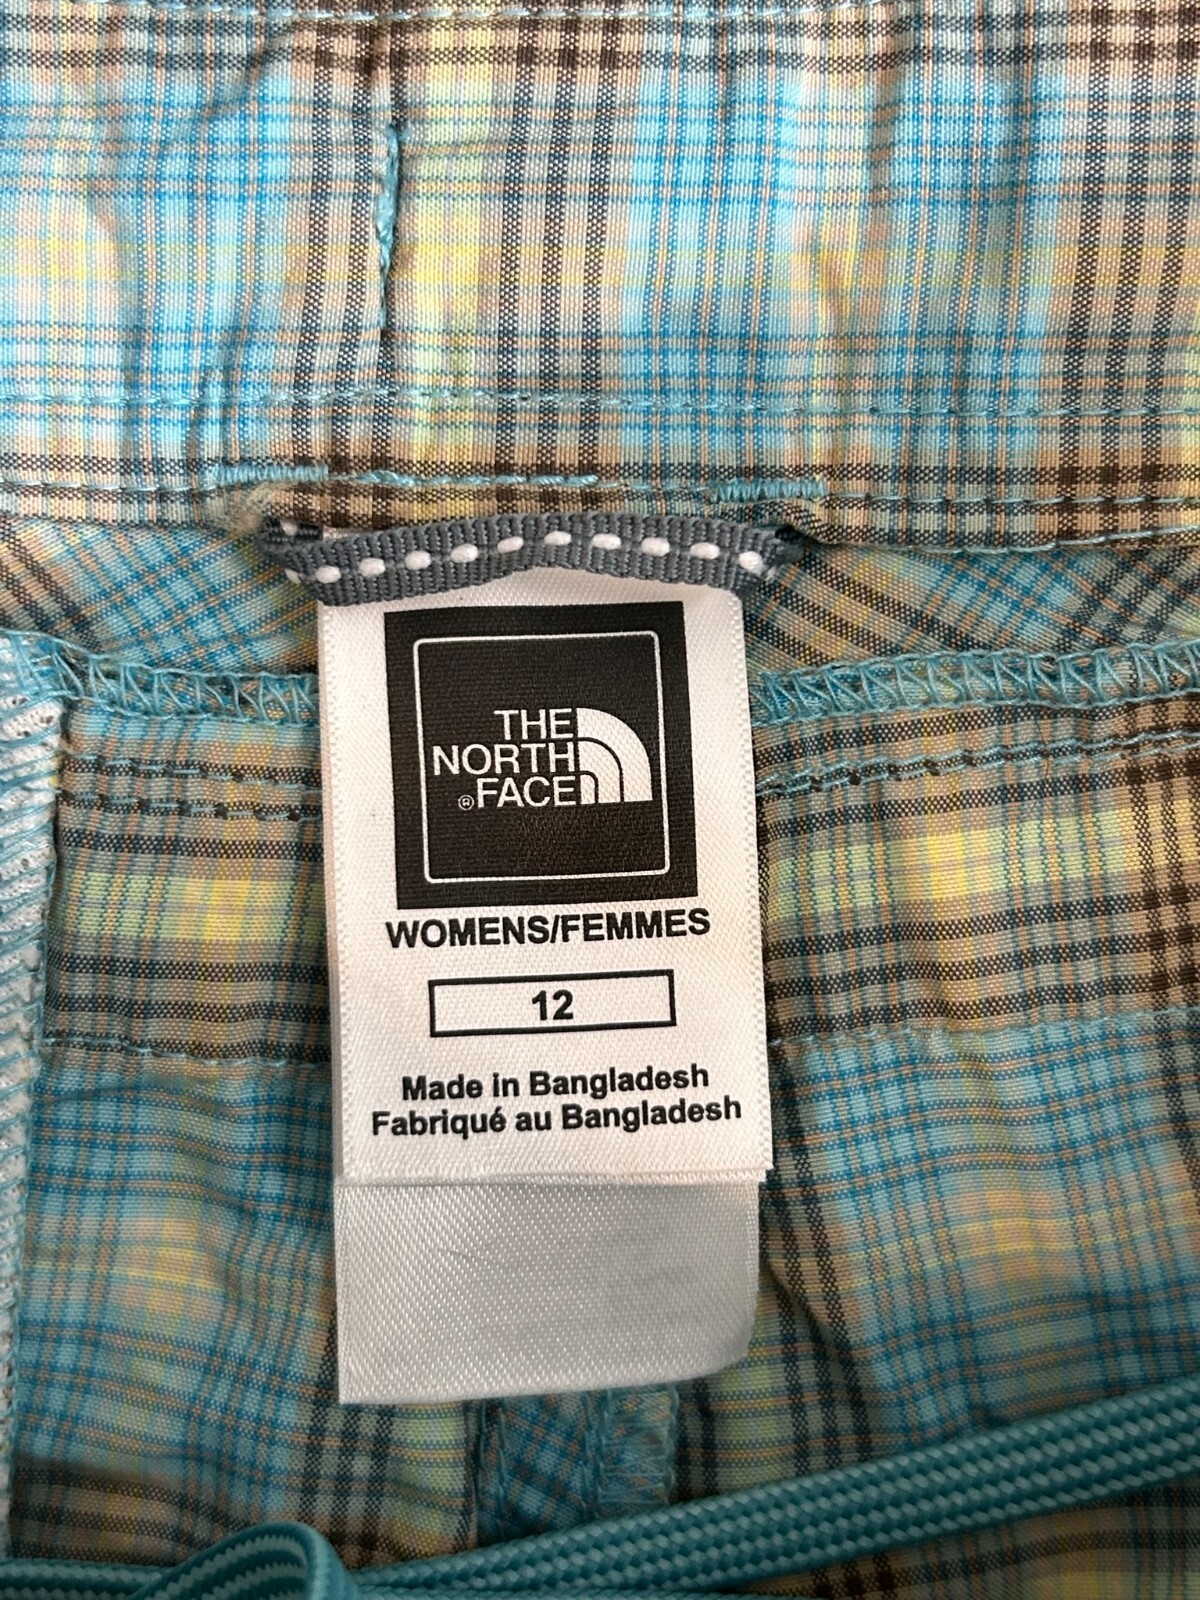 THE
NORTH
®FACE
WOMENS/FEMMES
12
Made in Bangladesh
Fabriqué au Bangladesh